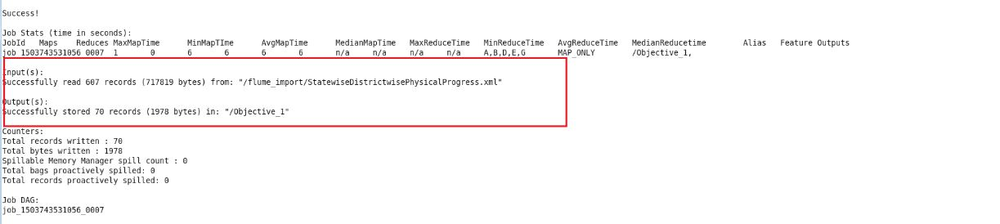 Success!
Job Stats (time in seconds):
JobId Maps Reduces MaxMapTime MinMapTIme AvgMapTime MedianMapTime MaxReduceTime MinReduceTime AvgReduceTime MedianReducetime Alias Feature Outputs
job_1503743531056_0007 1 0 6 6 6 6 n/a n/a n/a n/a A,B,D,E,G MAP_ONLY /Objective_1,
Input(s):
Successfully read 607 records (717819 bytes) from: "/flume_import/StatewiseDistrictwisePhysicalProgress.xml"
Output(s):
Successfully stored 70 records (1978 bytes) in: "/Objective_1"
Counters:
Total records written : 70
Total bytes written : 1978
Spillable Memory Manager spill count : 0
Total bags proactively spilled: 0
Total records proactively spilled: 0
Job DAG:
job_1503743531056_0007